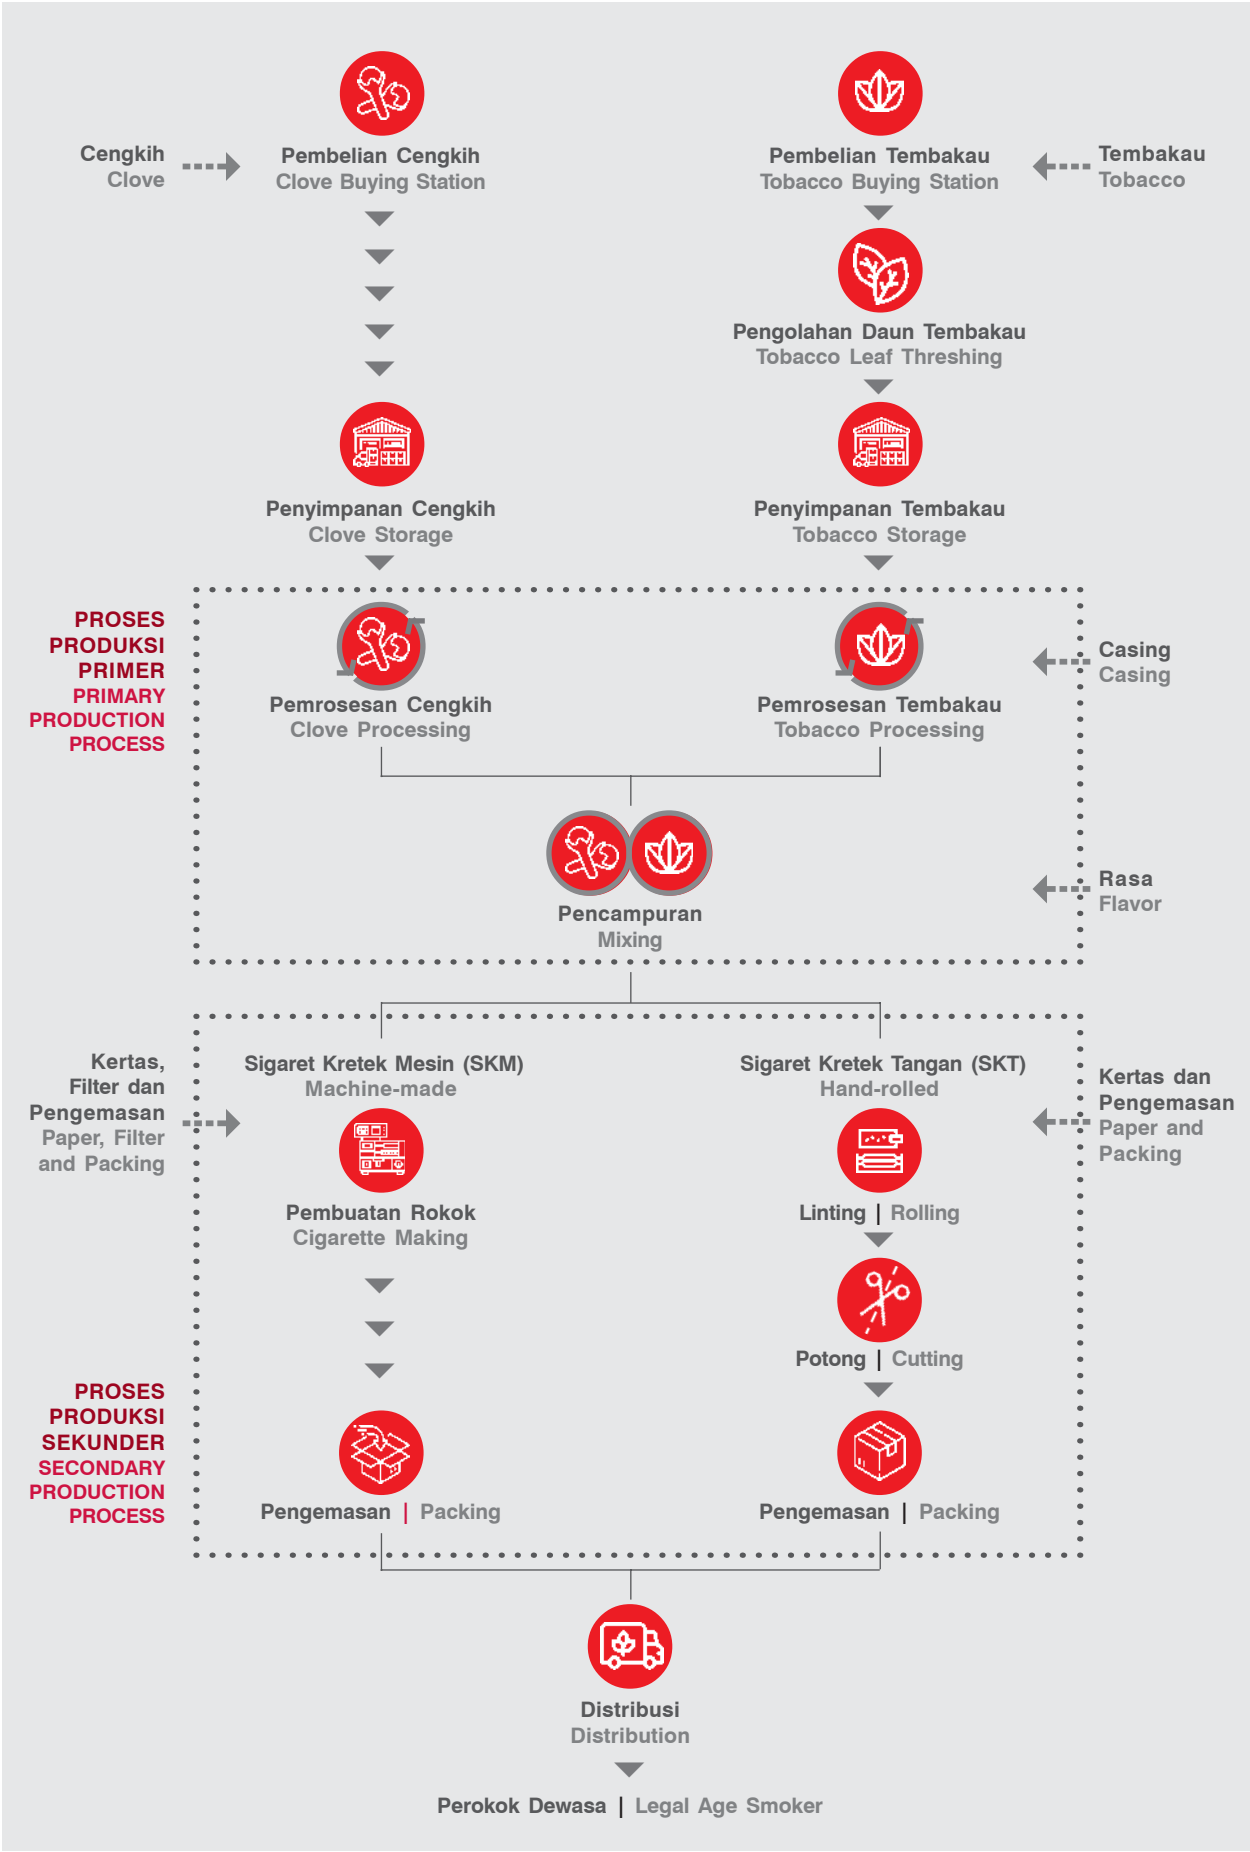 Cengkih
Clove
Pembelian Cengkih
Clove Buying Station
Pembelian Tembakau
Tobacco Buying Station
Tembakau
Tobacco
Pengolahan Daun Tembakau
Tobacco Leaf Threshing
Penyimpanan Cengkih
Clove Storage
Penyimpanan Tembakau
Tobacco Storage
PROSES
PRODUKSI
PRIMER
PRIMARY
PRODUCTION
PROCESS
Pemrosesan Cengkih
Clove Processing
Pemrosesan Tembakau
Tobacco Processing
Casing
Casing
Pencampuran
Mixing
Rasa
Flavor
Kertas,
Filter dan
Pengemasan
Paper, Filter
and Packing
Sigaret Kretek Mesin (SKM)
Machine-made
Sigaret Kretek Tangan (SKT)
Hand-rolled
Kertas dan
Pengemasan
Paper and
Packing
Pembuatan Rokok
Cigarette Making
Linting | Rolling
Potong | Cutting
PROSES
PRODUKSI
SEKUNDER
SECONDARY
PRODUCTION
PROCESS
Pengemasan | Packing
Pengemasan | Packing
Distribusi
Distribution
Perokok Dewasa | Legal Age Smoker